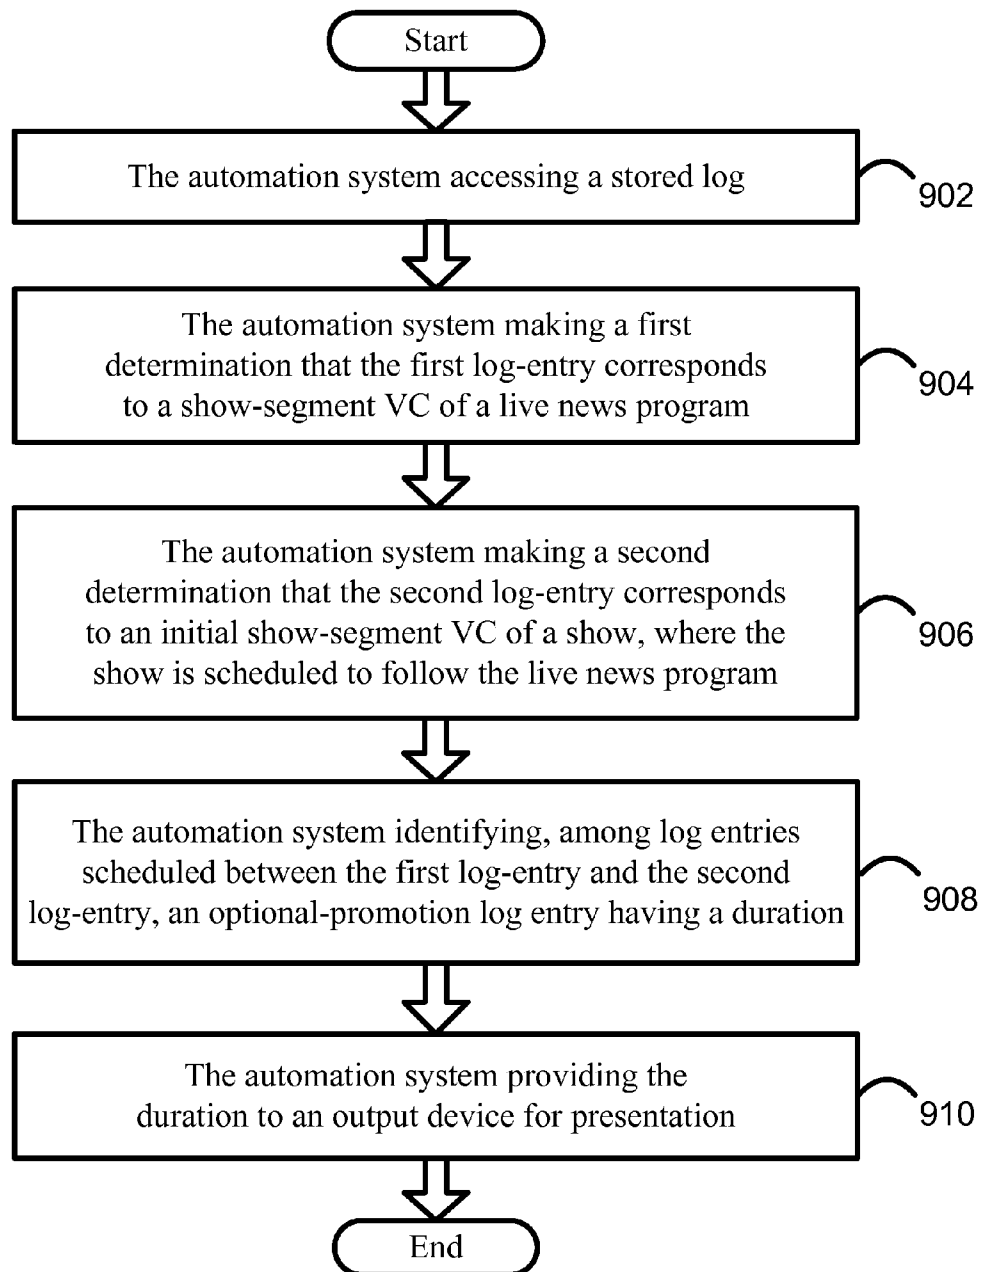 Start
The automation system accessing a stored log
902
The automation system making a first
determination that the first log-entry corresponds
to a show-segment VC of a live news program
904
The automation system making a second
determination that the second log-entry corresponds
to an initial show-segment VC of a show, where the
show is scheduled to follow the live news program
906
The automation system identifying, among log entries
scheduled between the first log-entry and the second
log-entry, an optional-promotion log entry having a duration
908
The automation system providing the
duration to an output device for presentation
910
End